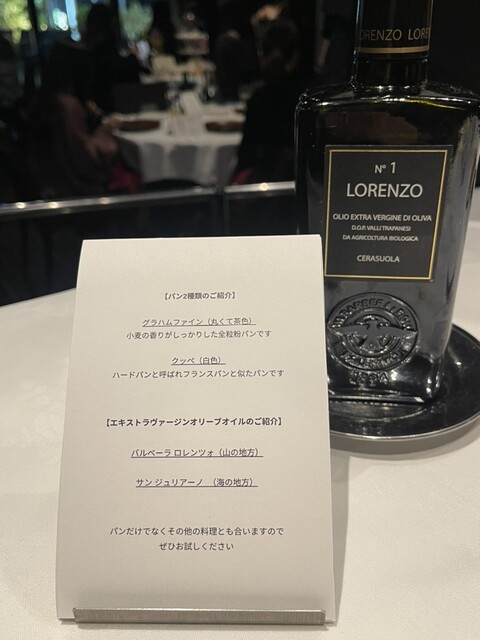 RENZO LORE
N° 1
LORENZO
OLIO EXTRA VERGINE DI OLIVA
D.O.P. VALLI TRAPANESI
DA AGRICOLTURA BIOLOGICA
CERASUOLA
【パン2種類のご紹介】
グラハムファイン（丸くて茶色）
小麦の香りがしっかりした全粒粉パンです
クッペ（白色）
ハードパンと呼ばれフランスパンと似たパンです
【エキストラヴァージンオリーブオイルのご紹介】
バルベーラ ロレンツォ（山の地方）
サン ジュリアーノ （海の地方）
パンだけでなくその他の料理とも合いますので
ぜひお試しください